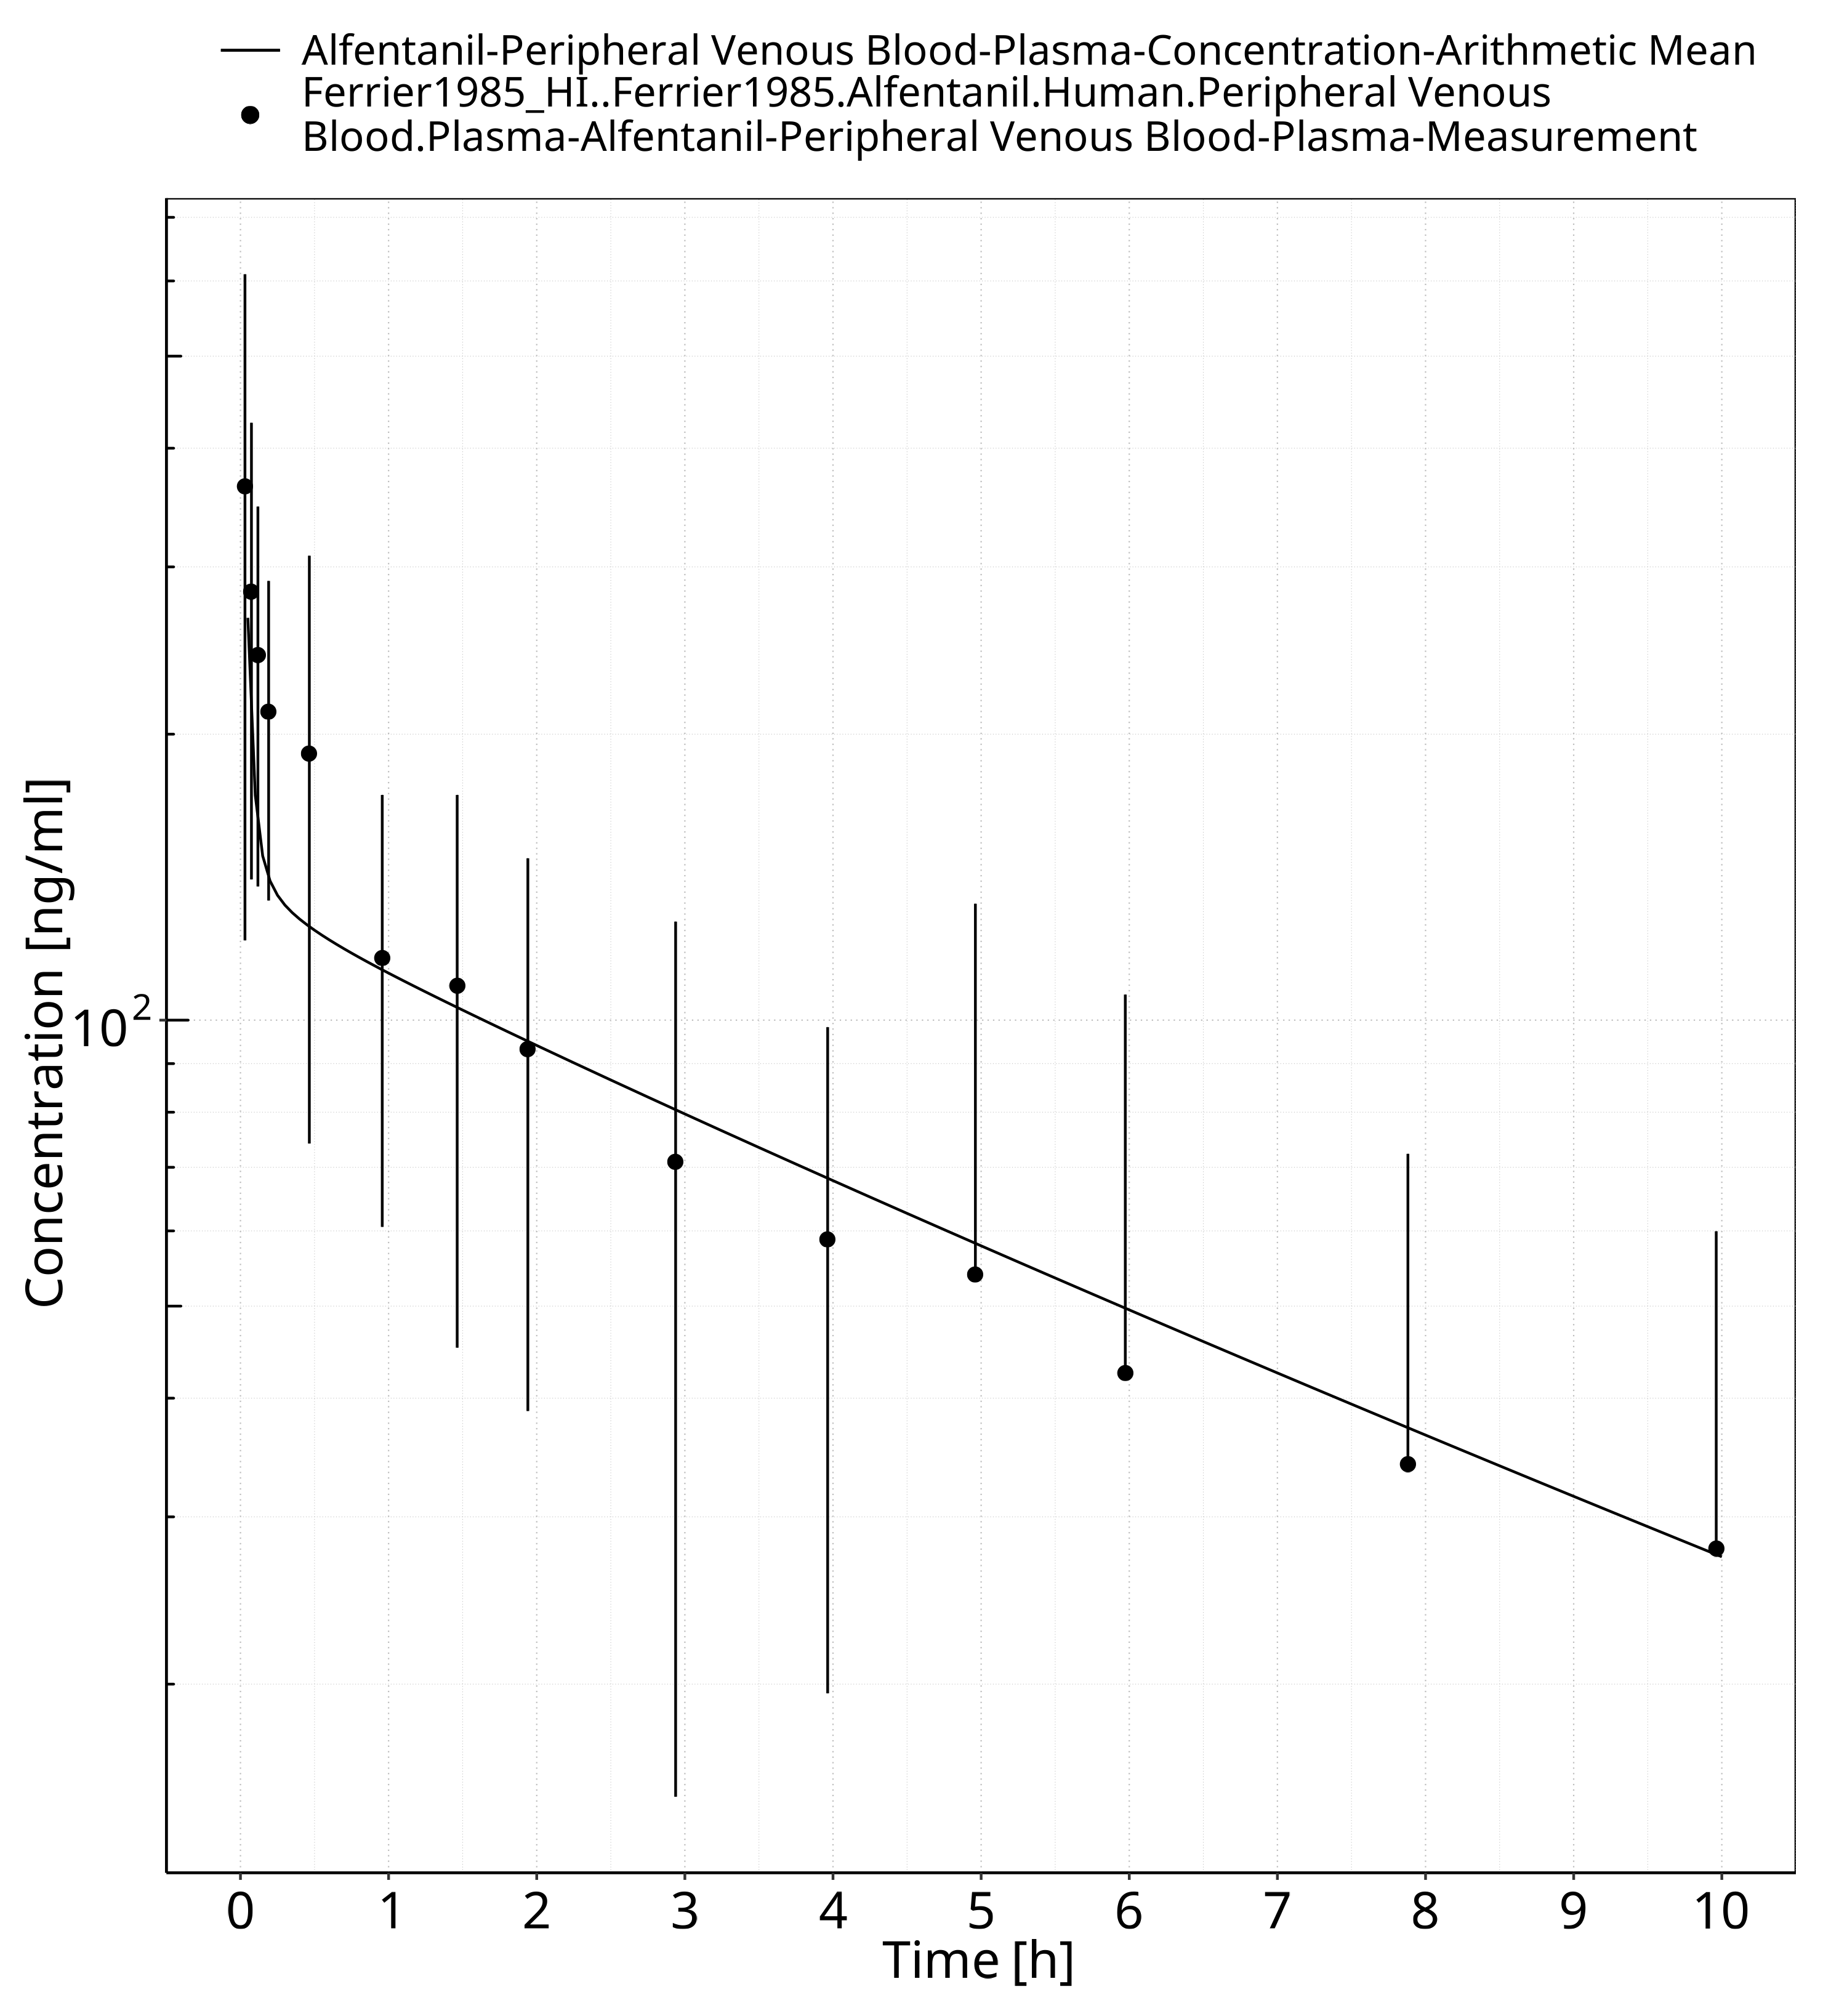 Alfentanil-Peripheral Venous Blood-Plasma-Concentration-Arithmetic Mean
Ferrier1985_HI..Ferrier1985.Alfentanil.Human.Peripheral Venous
Blood.Plasma-Alfentanil-Peripheral Venous Blood-Plasma-Measurement
Concentration [ng/ml]
10²
0 1 2 3 4 5 6 7 8 9 10
Time [h]